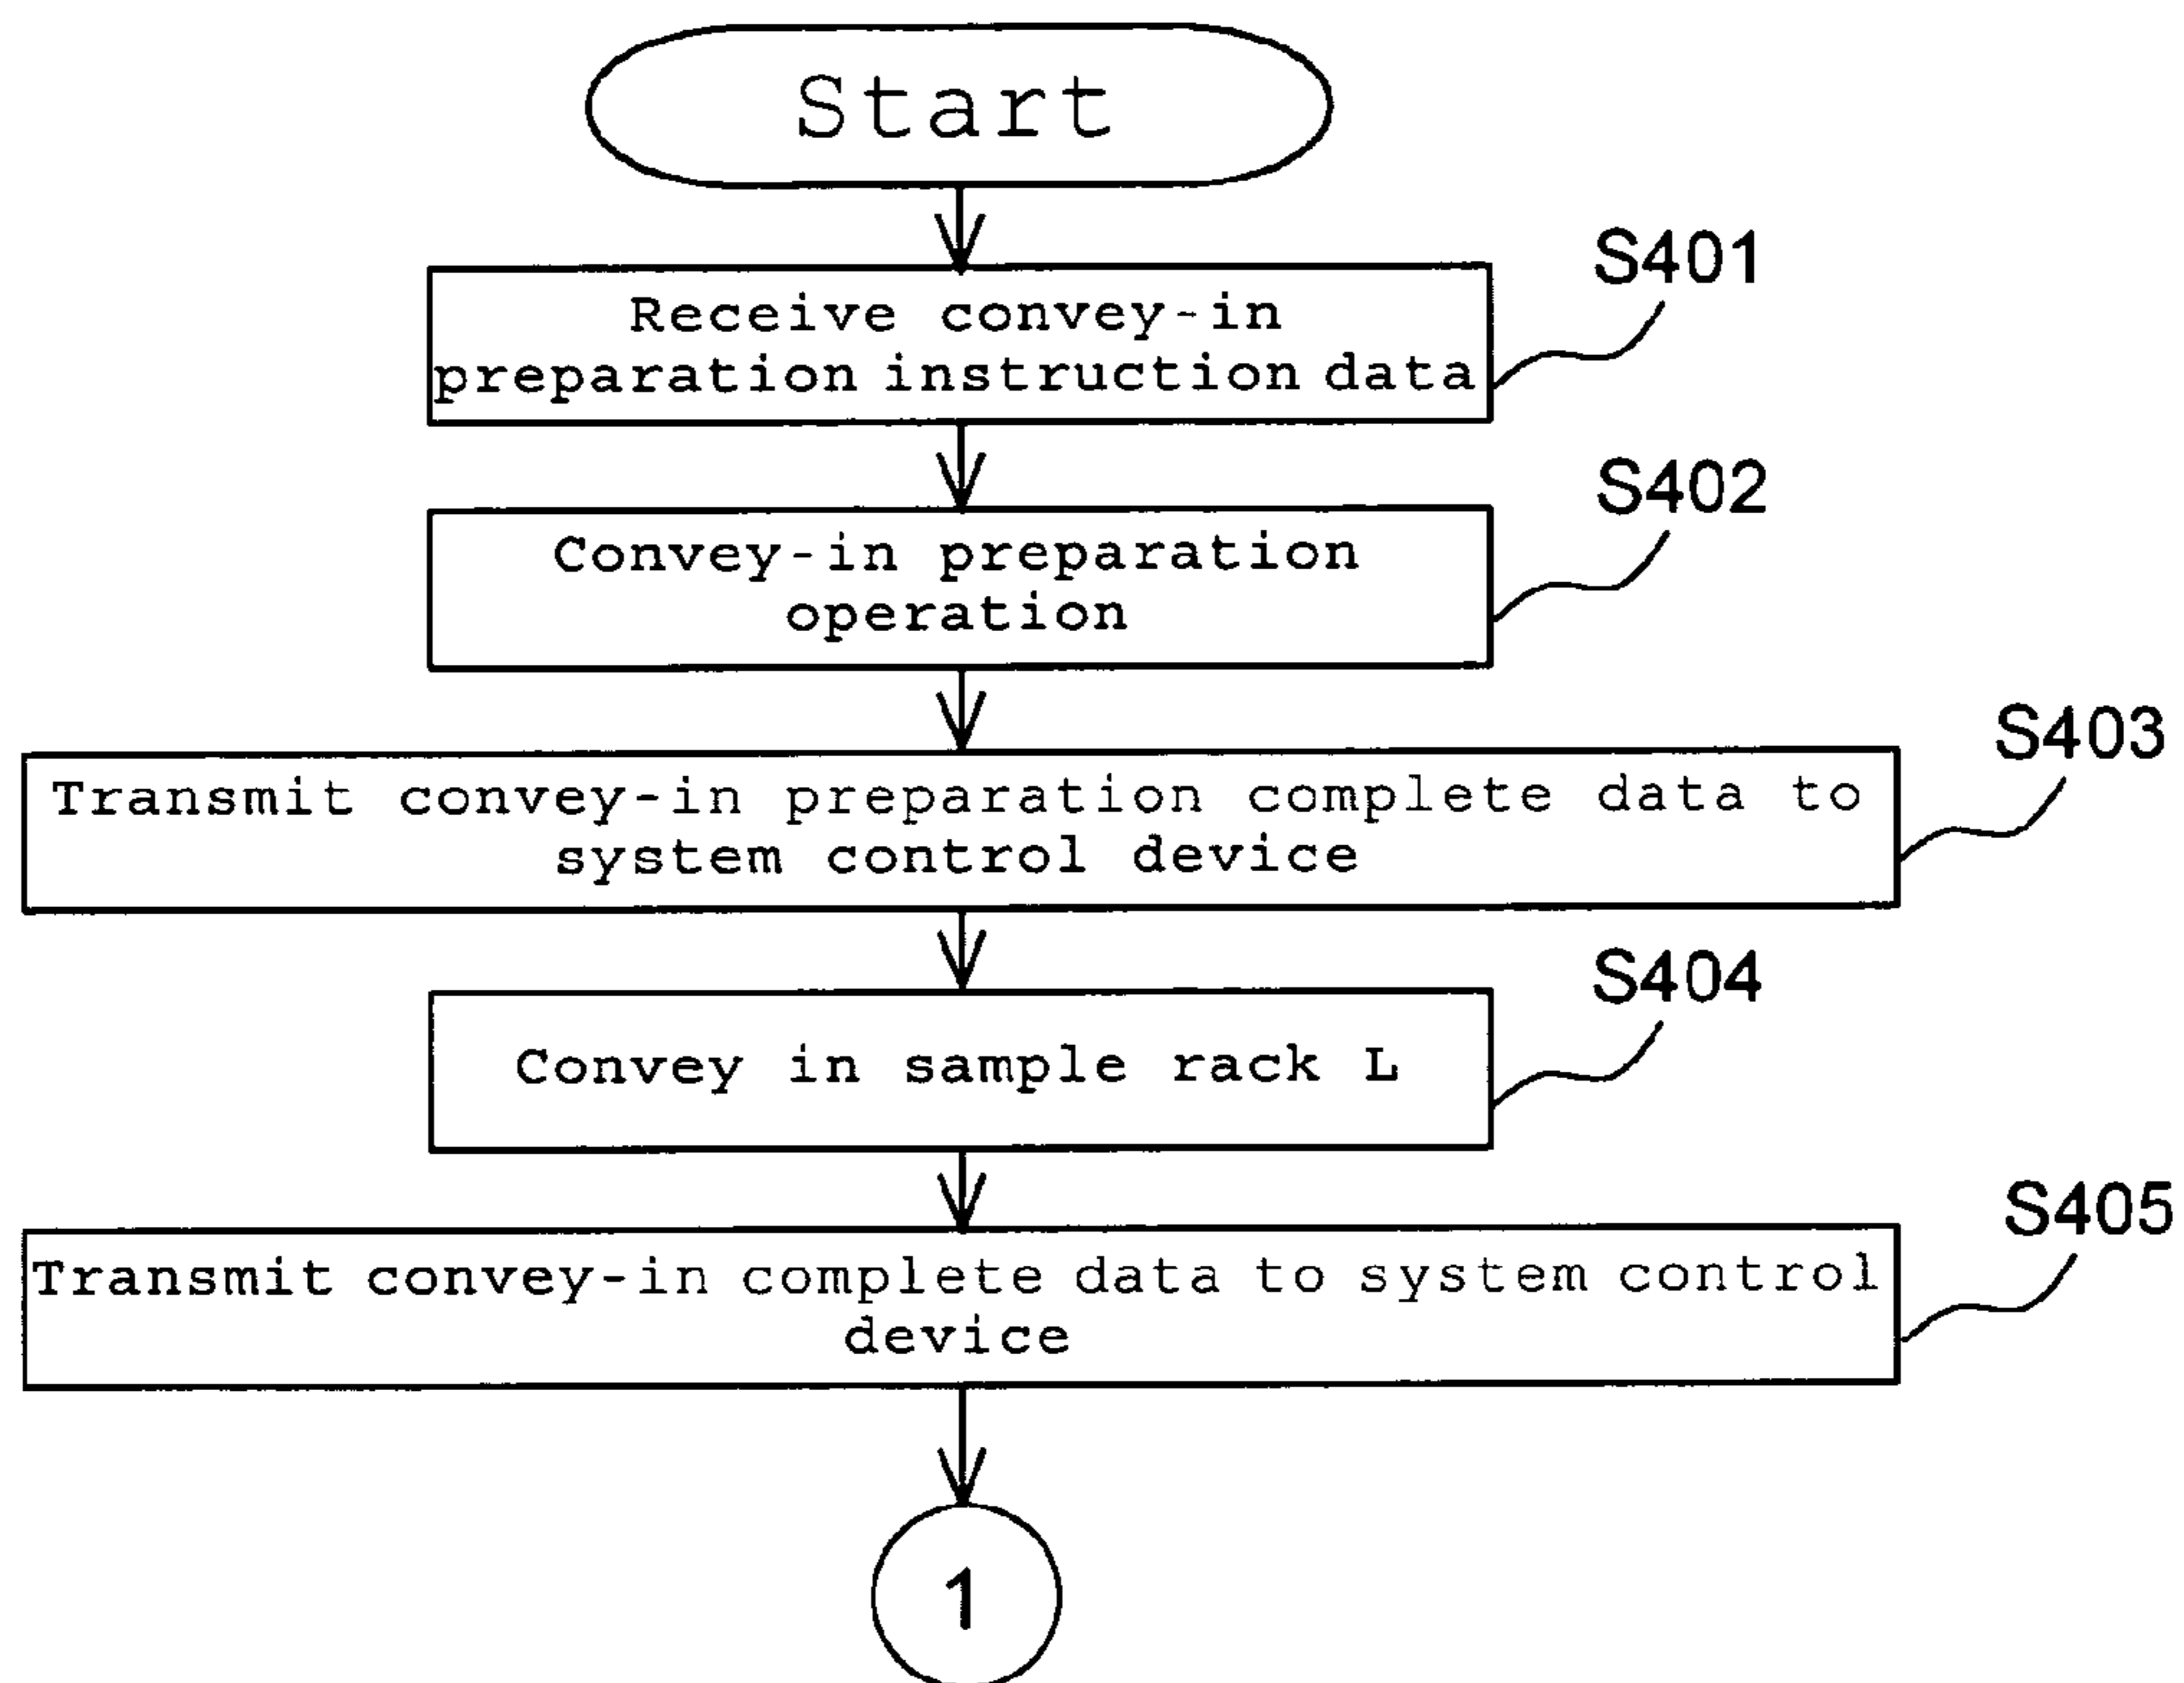 Start
S401
Receive convey-in
preparation instruction data
S402
Convey-in preparation
operation
S403
Transmit convey-in preparation complete data to
system control device
S404
Convey in sample rack L
S405
Transmit convey-in complete data to system control
device
1